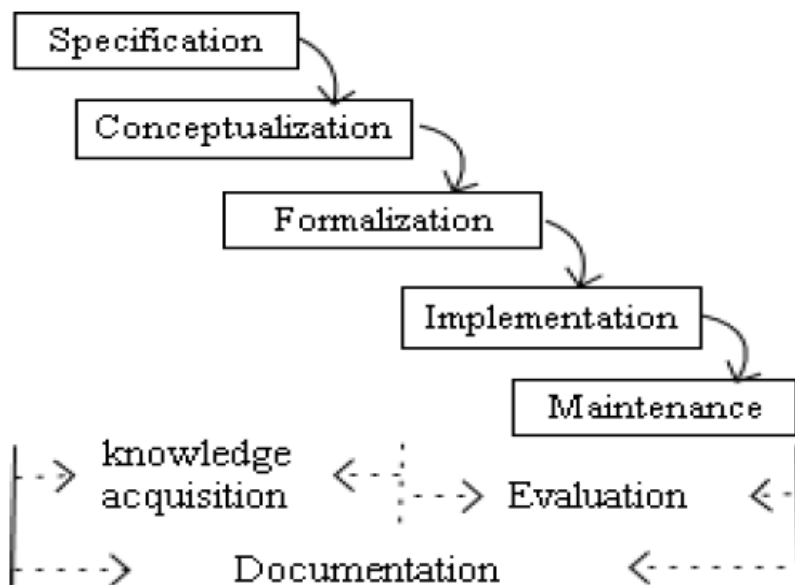 Specification
Conceptualization
Formalization
Implementation
Maintenance
knowledge
acquisition
Evaluation
Documentation